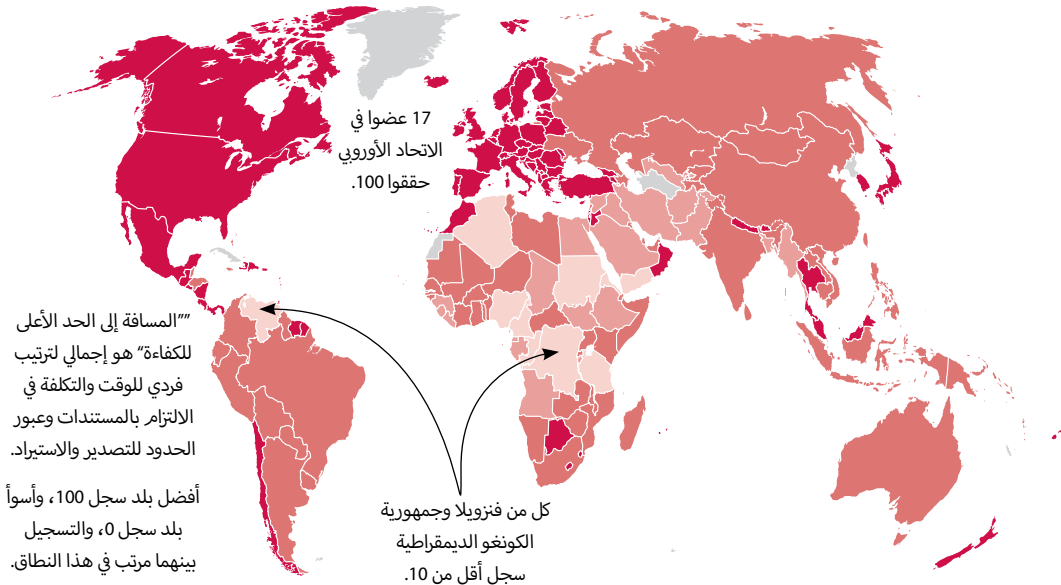 17 عضوا في
الاتحاد الأوروبي
حققوا 100.
""المسافة إلى الحد الأعلى
للكفاءة" هو إجمالي لترتيب
فردي للوقت والتكلفة في
الالتزام بالمستندات وعبور
الحدود للتصدير والاستيراد.
أفضل بلد سجل 100، وأسوأ
بلد سجل 0، والتسجيل
بينهما مرتب في هذا النطاق.
كل من فنزويلا وجمهورية
الكونغو الديمقراطية
سجل أقل من 10.